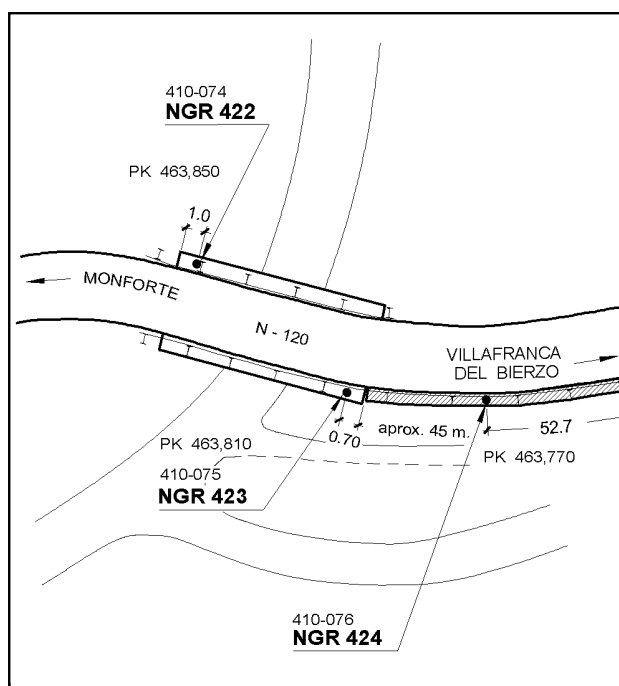 410-074
NGR 422
PK 463,850
1.0
MONFORTE
N - 120
VILLAFRANCA
DEL BIERZO
0.70
aprox. 45 m.
52.7
PK 463,810
PK 463,770
410-075
NGR 423
410-076
NGR 424